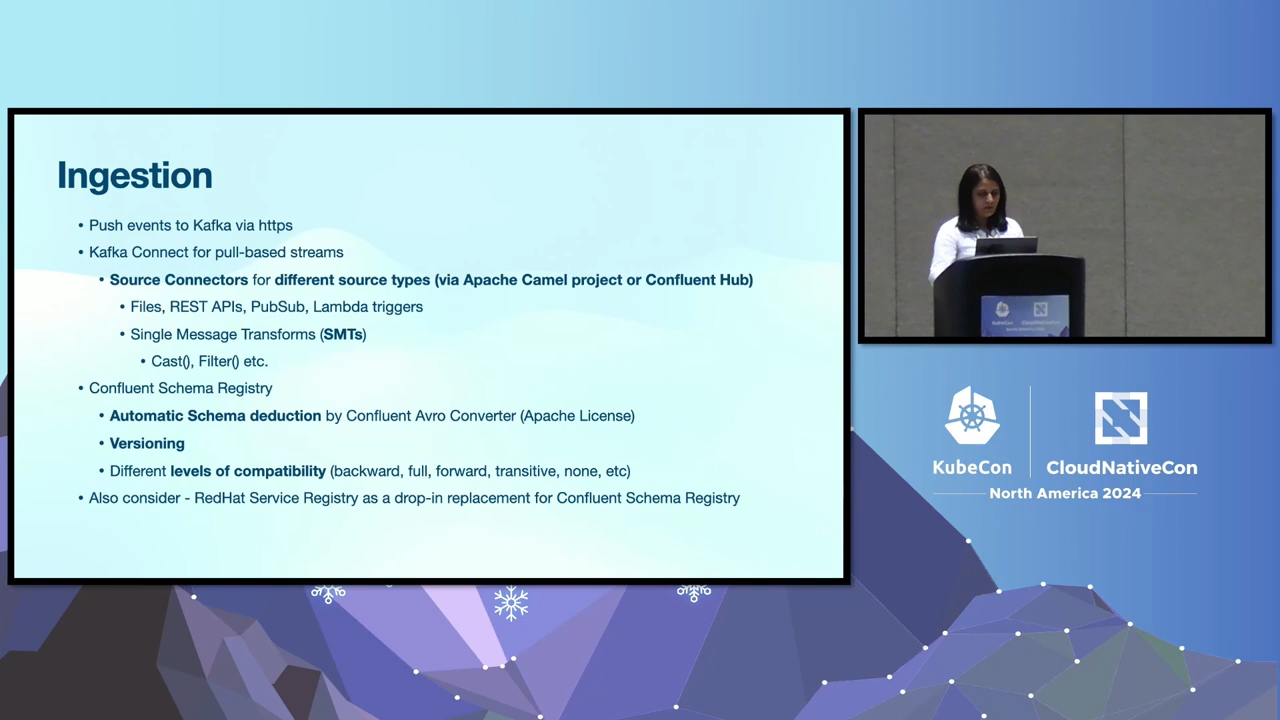 Ingestion
• Push events to Kafka via https
• Kafka Connect for pull-based streams
• Source Connectors for different source types (via Apache Camel project or Confluent Hub)
• Files, REST APIs, PubSub, Lambda triggers
• Single Message Transforms (SMTs)
• Cast(), Filter() etc.
• Confluent Schema Registry
• Automatic Schema deduction by Confluent Avro Converter (Apache License)
• Versioning
• Different levels of compatibility (backward, full, forward, transitive, none, etc)
• Also consider - RedHat Service Registry as a drop-in replacement for Confluent Schema Registry
KubeCon CloudNativeCon
KubeCon CloudNativeCon
North America 2024